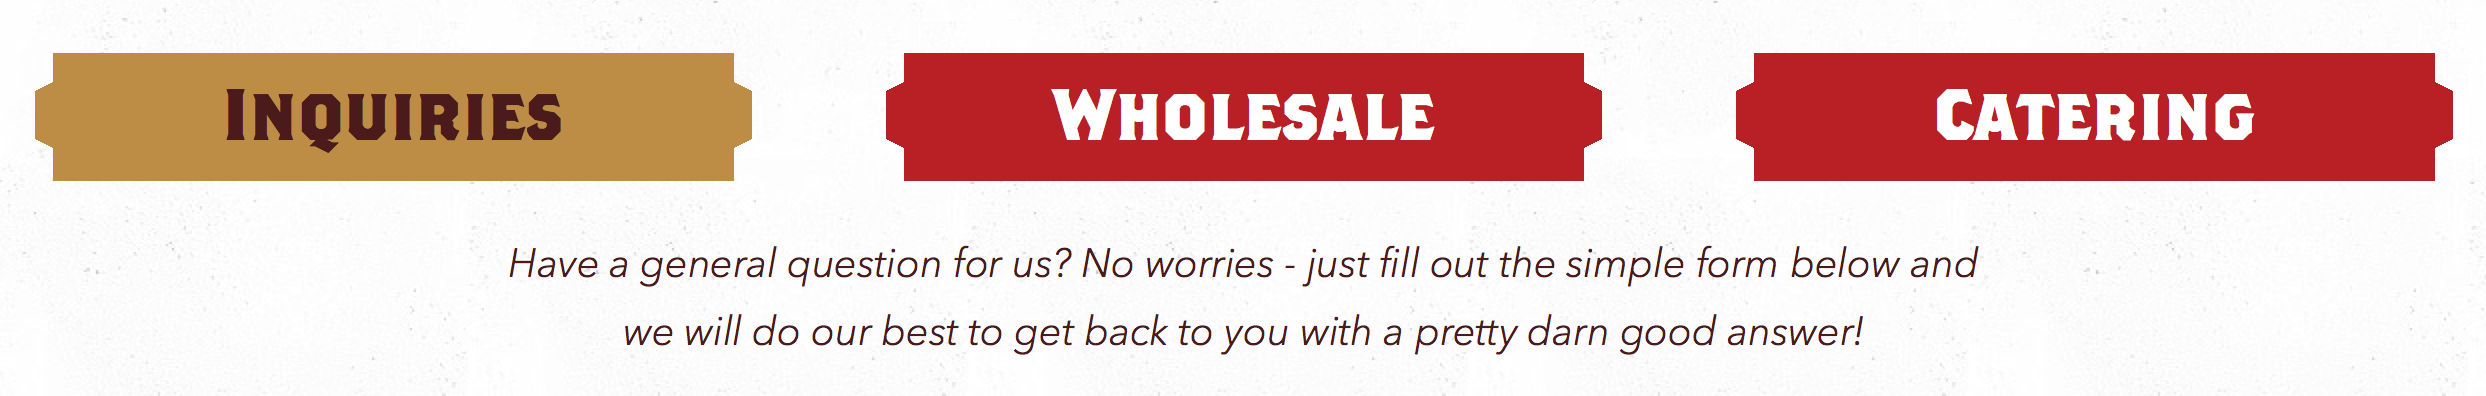 Inquiries
Wholesale
Catering
Have a general question for us? No worries - just fill out the simple form below and
we will do our best to get back to you with a pretty darn good answer!